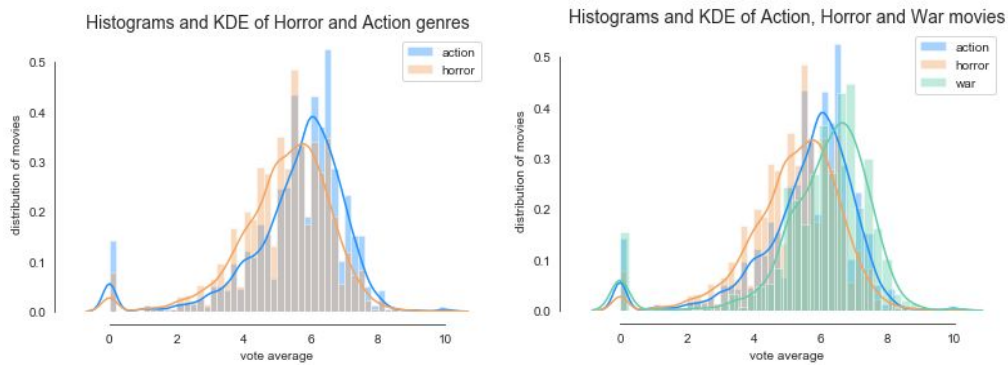 Histograms and KDE of Horror and Action genres
action
horror
distribution of movies
0.5
0.4
0.3
0.2
0.1
0.0
0 2 4 6 8 10
vote average
Histograms and KDE of Action, Horror and War movies
action
horror
war
distribution of movies
0.5
0.4
0.3
0.2
0.1
0.0
0 2 4 6 8 10
vote average